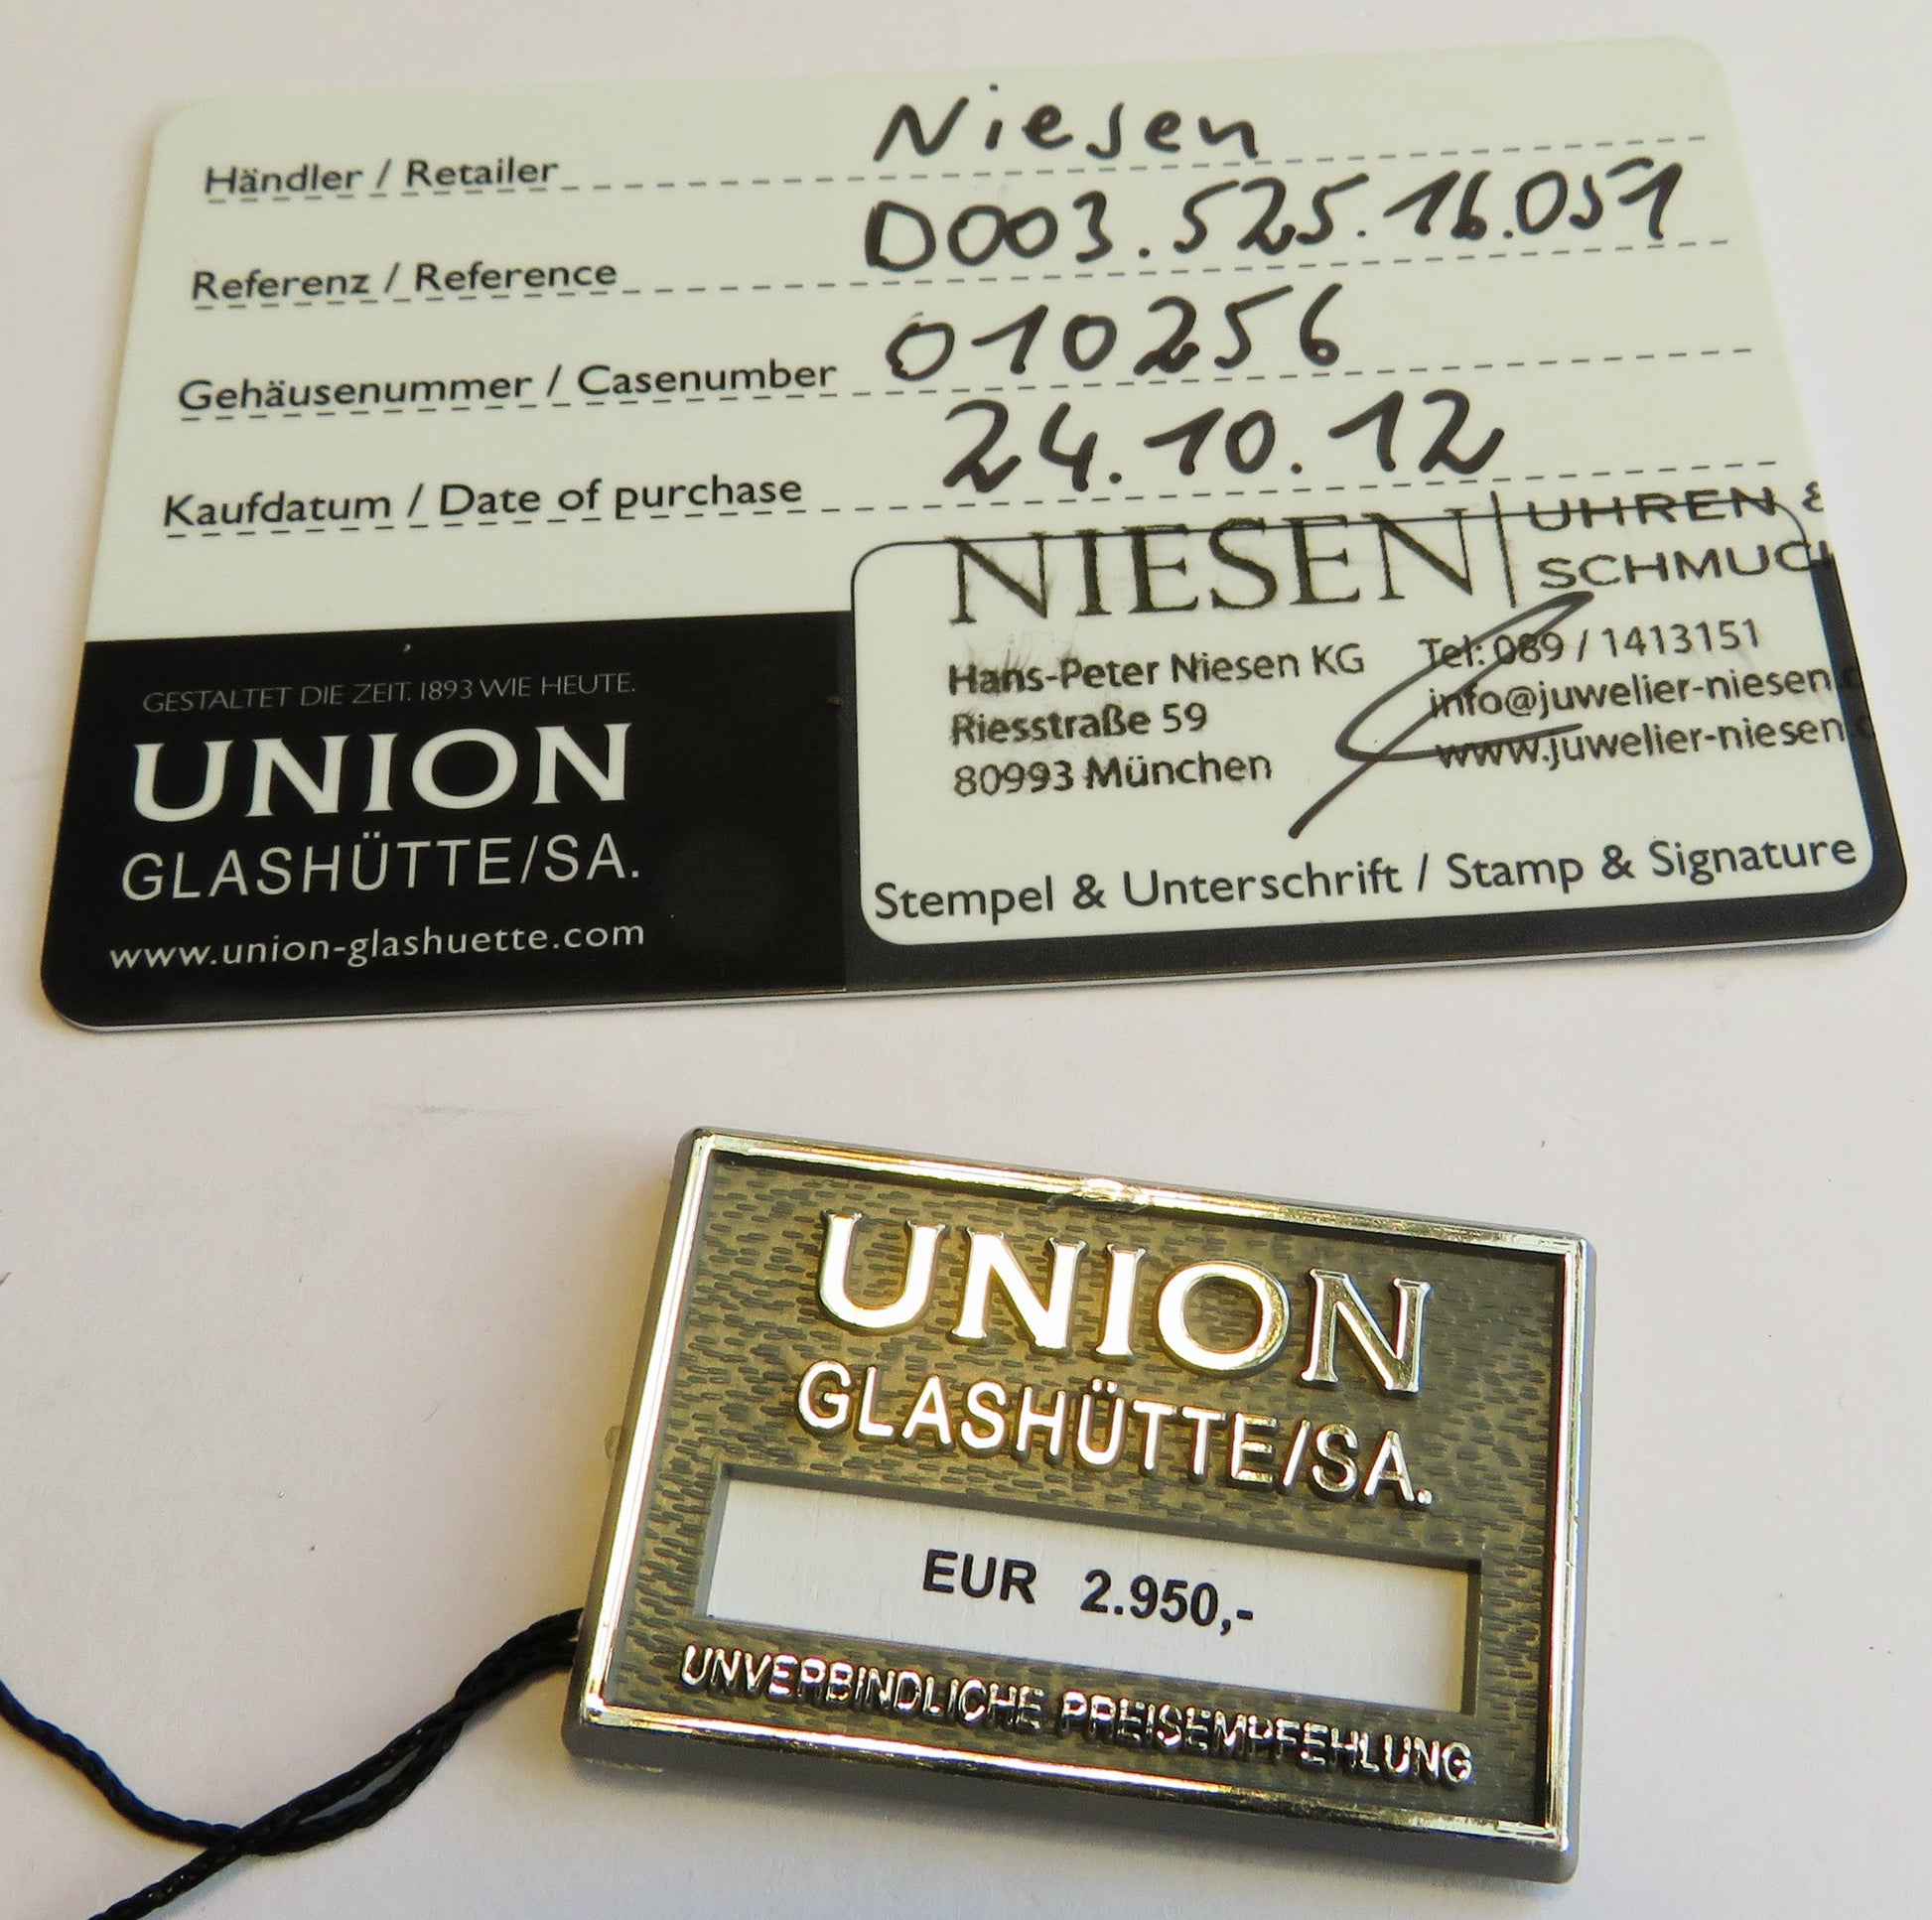 Händler / Retailer Niesen
Referenz / Reference D003.525.16.051
Gehäusenummer / Casenumber 010256
Kaufdatum / Date of purchase 24.10.12
NIESEN | UHREN &
SCHMUCK
Hans-Peter Niesen KG Tel: 089 / 1413151
Riesstraße 59 info@juwelier-niesen.
80993 München www.juwelier-niesen.
Stempel & Unterschrift / Stamp & Signature
GESTALTET DIE ZEIT. 1893 WIE HEUTE.
UNION
GLASHÜTTE/SA.
www.union-glashuette.com
UNION
GLASHÜTTE/SA.
EUR 2.950,-
UNVERBINDLICHE PREISEMPFEHLUNG